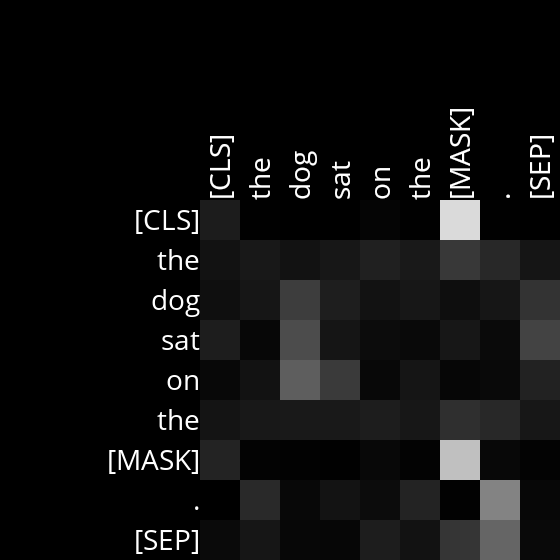 [CLS] the dog sat on the [MASK] . [SEP]
[CLS]
the
dog
sat
on
the
[MASK]
.
[SEP]